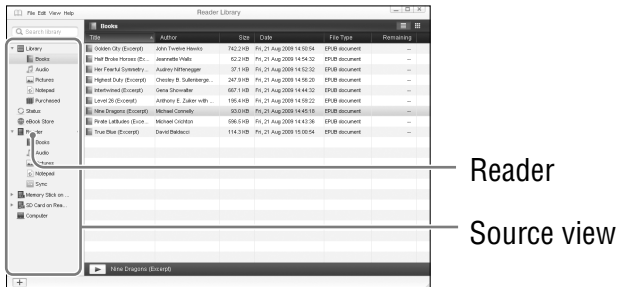 File Edit View Help
Reader Library
Search library
Books
Title Author Size Date File Type Remaining
Library
Books
Audio
Pictures
Notepad
Purchased
Status
eBook Store
Reader
Books
Audio
Pictures
Notepad
Sync
Memory Stick on ...
SD Card on Rea...
Computer
Golden City (Excerpt) John Twelve Hawks 742.2 KB Fri, 21 Aug 2009 14:50:54 EPUB document –
Half Broke Horses (Ex... Jeannette Walls 62.2 KB Fri, 21 Aug 2009 14:54:32 EPUB document –
Her Fearful Symmetry... Audrey Niffenegger 37.1 KB Fri, 21 Aug 2009 14:52:32 EPUB document –
Highest Duty (Excerpt) Chesley B. Sullenberge... 247.9 KB Fri, 21 Aug 2009 14:56:20 EPUB document –
Intertwined (Excerpt) Gena Showalter 667.1 KB Fri, 21 Aug 2009 14:44:32 EPUB document –
Level 26 (Excerpt) Anthony E. Zuiker with ... 195.4 KB Fri, 21 Aug 2009 14:59:22 EPUB document –
Nine Dragons (Excerpt) Michael Connelly 93.0 KB Fri, 21 Aug 2009 14:45:18 EPUB document –
Pirate Latitudes (Exce... Michael Crichton 596.5 KB Fri, 21 Aug 2009 14:43:36 EPUB document –
True Blue (Excerpt) David Baldacci 114.3 KB Fri, 21 Aug 2009 15:00:54 EPUB document –
Nine Dragons (Excerpt)
Reader
Source view